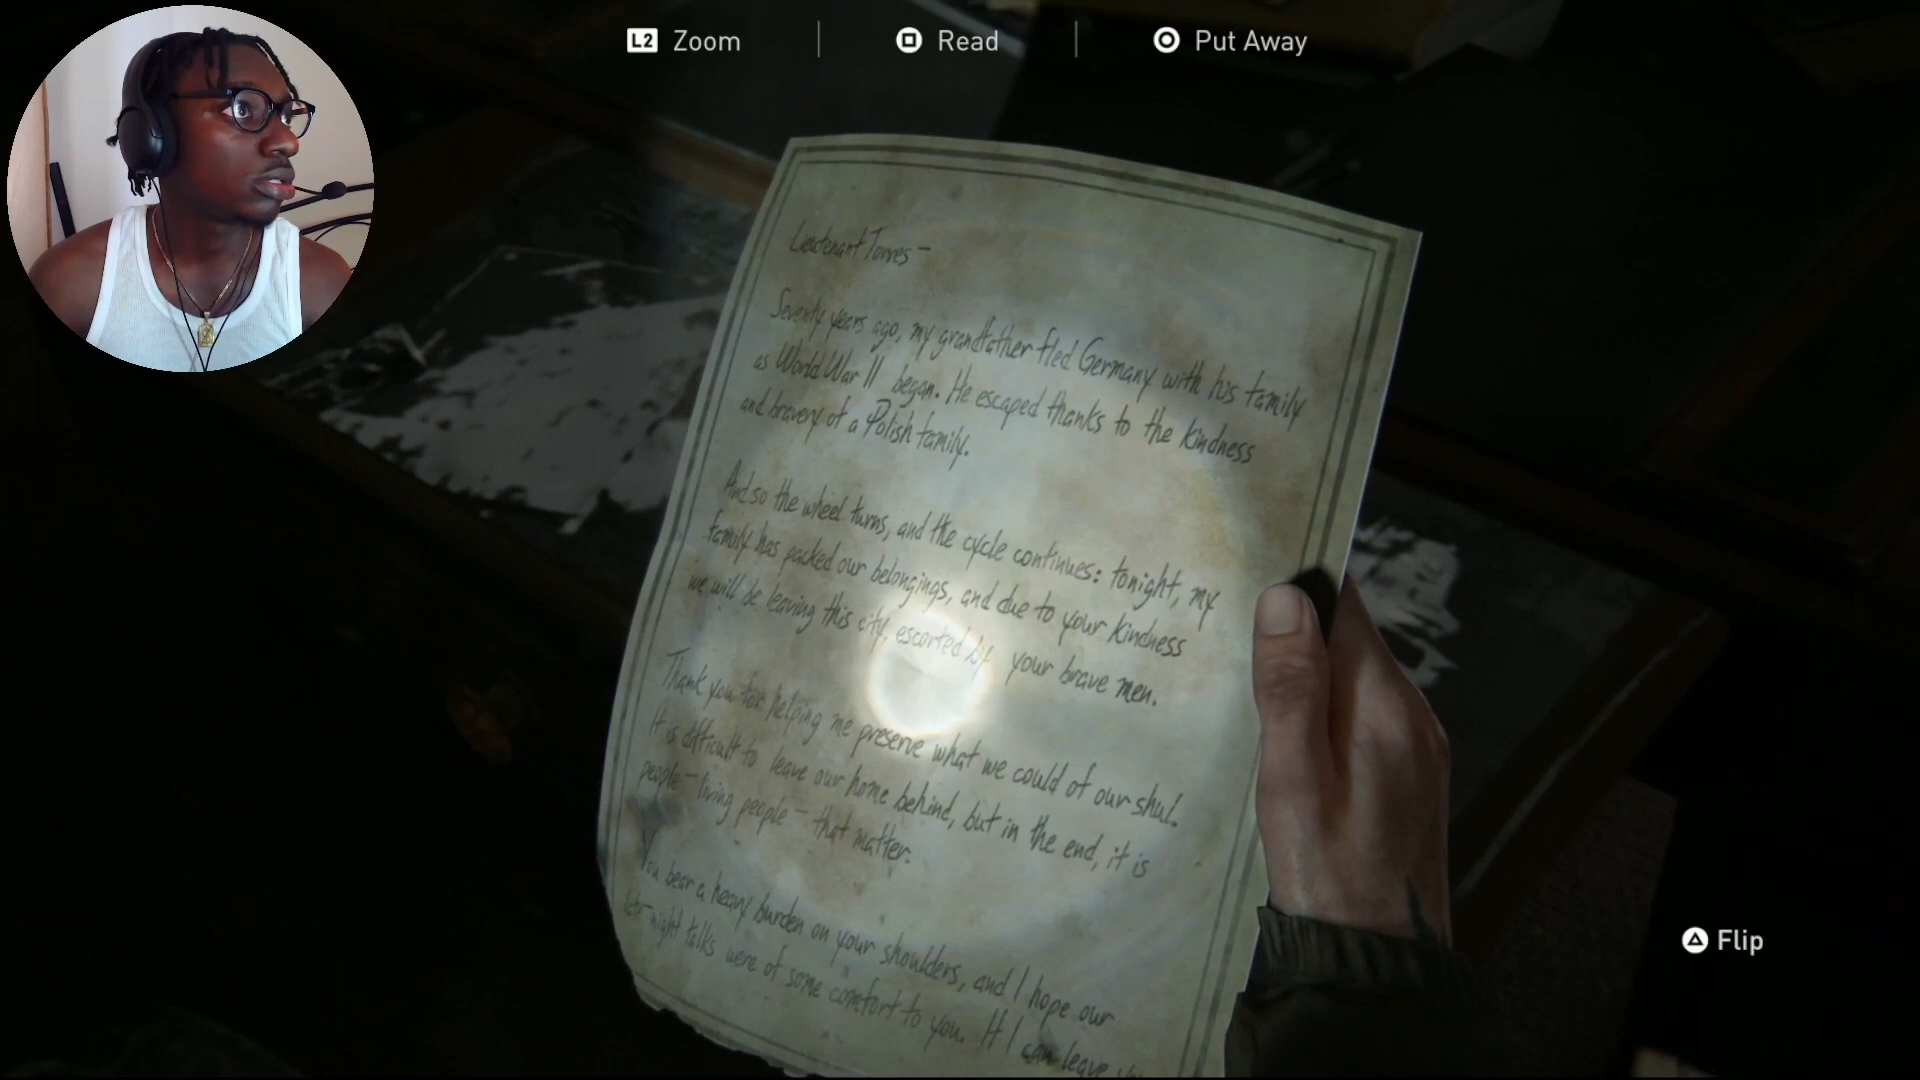 L2 Zoom
Read
Put Away
Lieutenant Torres —
Seventy years ago, my grandfather fled Germany with his family
as World War II began. He escaped thanks to the kindness
and bravery of a Polish family.
And so the wheel turns, and the cycle continues: tonight, my
family has packed our belongings, and due to your kindness
we will be leaving this city, escorted by your brave men.
Thank you for helping me preserve what we could of our shul.
It is difficult to leave our home behind, but in the end, it is
people — living people — that matter.
You bear a heavy burden on your shoulders, and I hope our
late-night talks were of some comfort to you. If I can leave
Flip